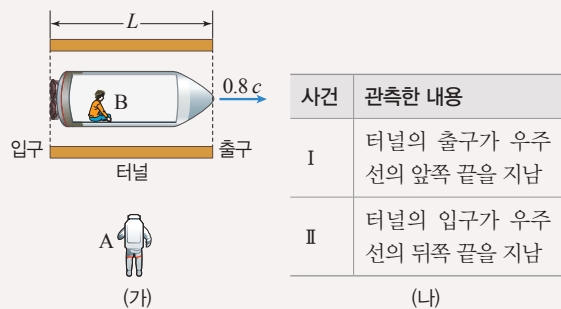 L
B
0.8 c
입구
출구
터널
A
(가)
사건 관측한 내용
Ⅰ 터널의 출구가 우주
선의 앞쪽 끝을 지남
Ⅱ 터널의 입구가 우주
선의 뒤쪽 끝을 지남
(나)